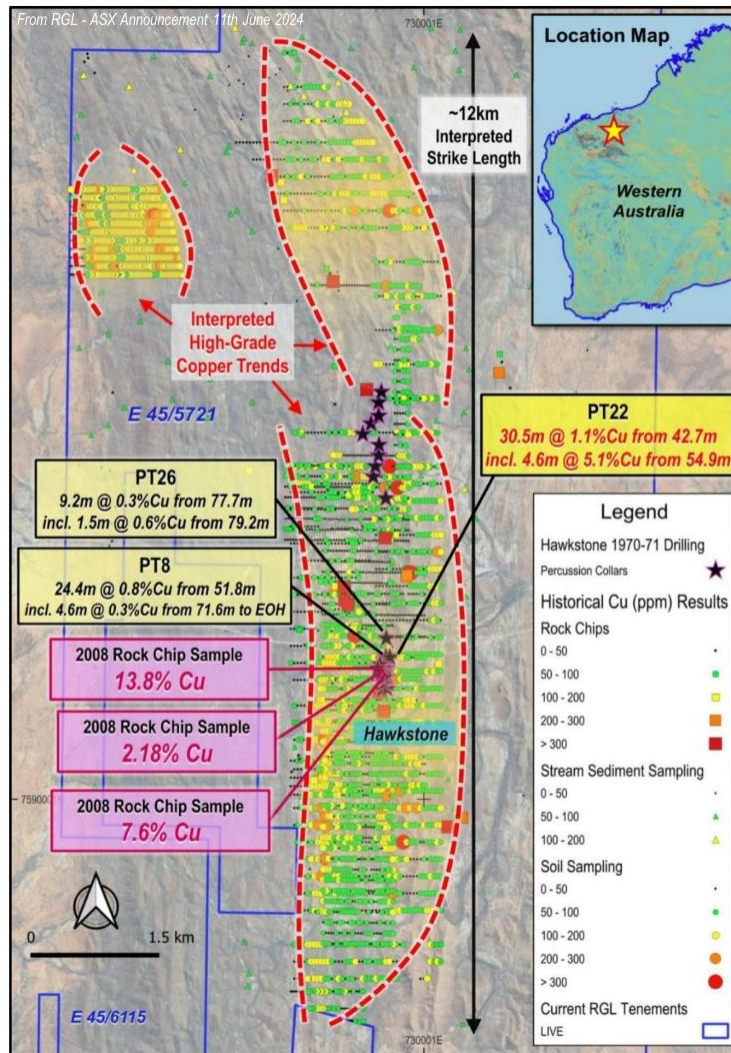 From RGL - ASX Announcement 11th June 2024
730001E
Location Map
Western
Australia
~12km
Interpreted
Strike Length
Interpreted
High-Grade
Copper Trends
E 45/5721
PT22
30.5m @ 1.1%Cu from 42.7m
incl. 4.6m @ 5.1%Cu from 54.9m
PT26
9.2m @ 0.3%Cu from 77.7m
incl. 1.5m @ 0.6%Cu from 79.2m
PT8
24.4m @ 0.8%Cu from 51.8m
incl. 4.6m @ 0.3%Cu from 71.6m to EOH
2008 Rock Chip Sample
13.8% Cu
2008 Rock Chip Sample
2.18% Cu
2008 Rock Chip Sample
7.6% Cu
Hawkstone
0
1.5 km
E 45/6115
730001E
Legend
Hawkstone 1970-71 Drilling
Percussion Collars
Historical Cu (ppm) Results
Rock Chips
0 - 50
50 - 100
100 - 200
200 - 300
> 300
Stream Sediment Sampling
0 - 50
50 - 100
100 - 200
Soil Sampling
0 - 50
50 - 100
100 - 200
200 - 300
> 300
Current RGL Tenements
LIVE